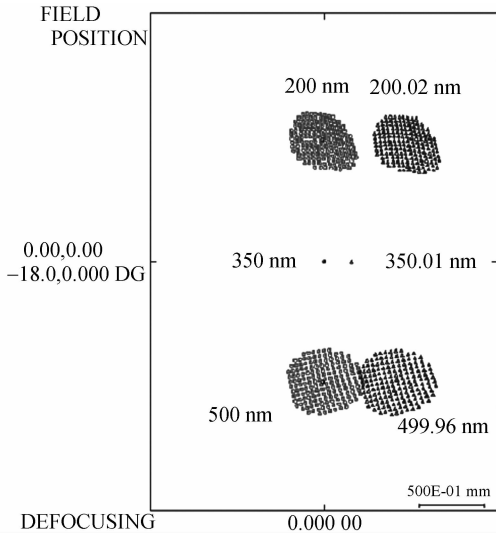 FIELD
POSITION
200 nm 200.02 nm
0.00,0.00
−18.0,0.000 DG
350 nm 350.01 nm
500 nm
499.96 nm
500E-01 mm
DEFOCUSING 0.000 00